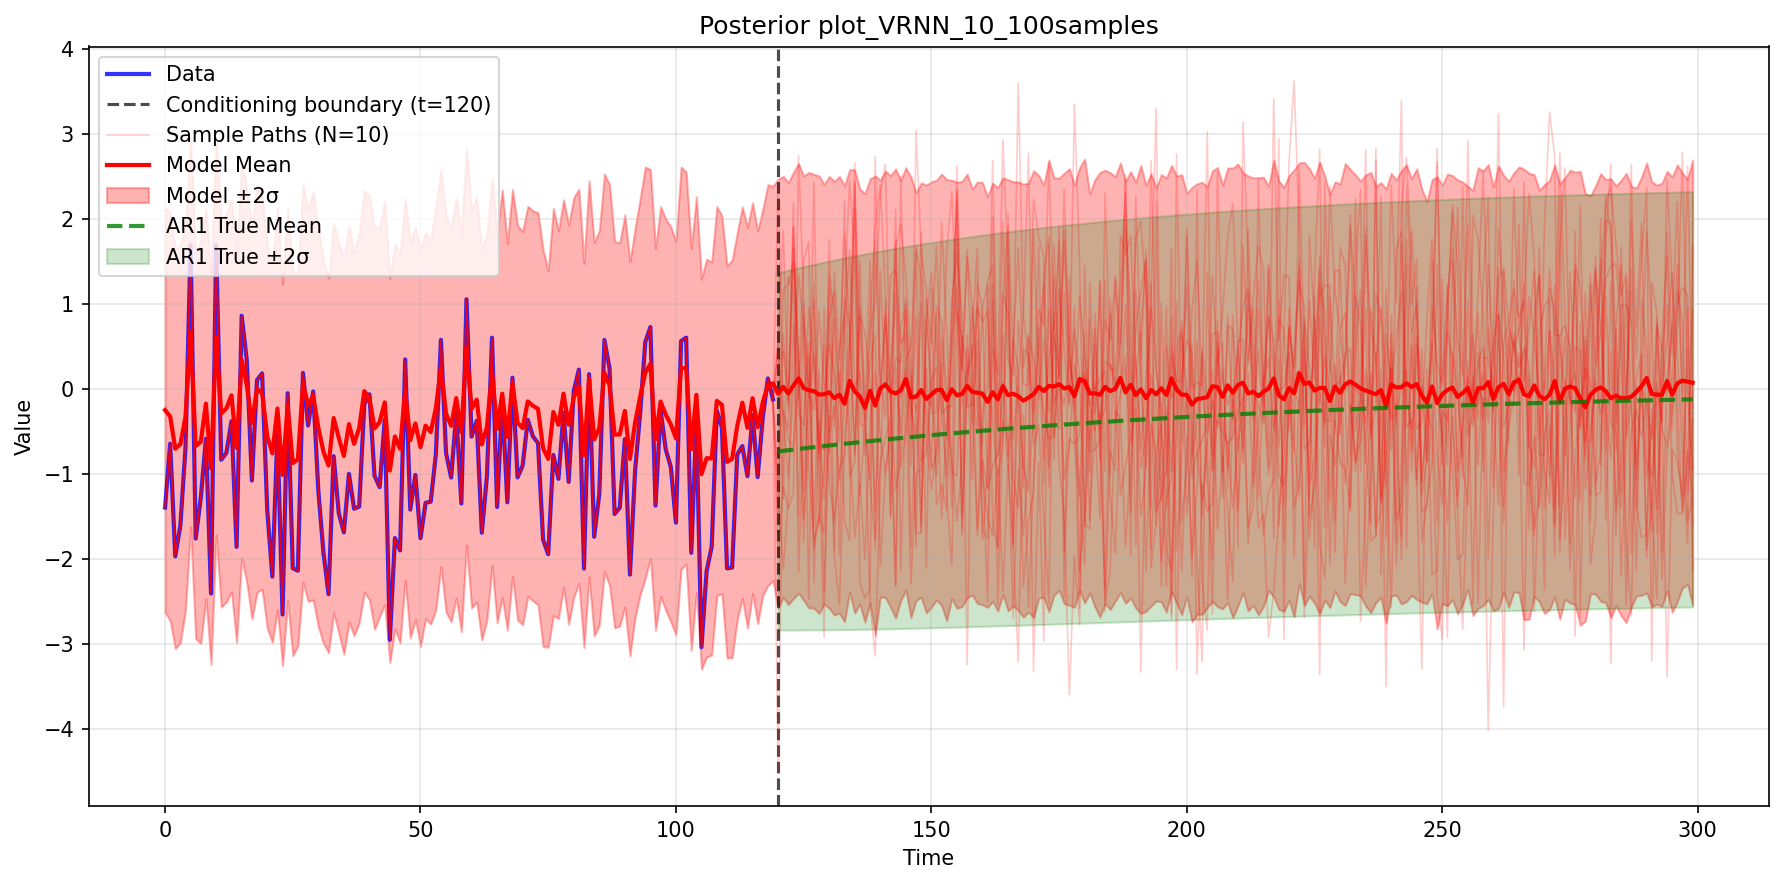 Posterior plot_VRNN_10_100samples
Data
Conditioning boundary (t=120)
Sample Paths (N=10)
Model Mean
Model ±2σ
AR1 True Mean
AR1 True ±2σ
Value
4
3
2
1
0
−1
−2
−3
−4
0
50
100
150
200
250
300
Time